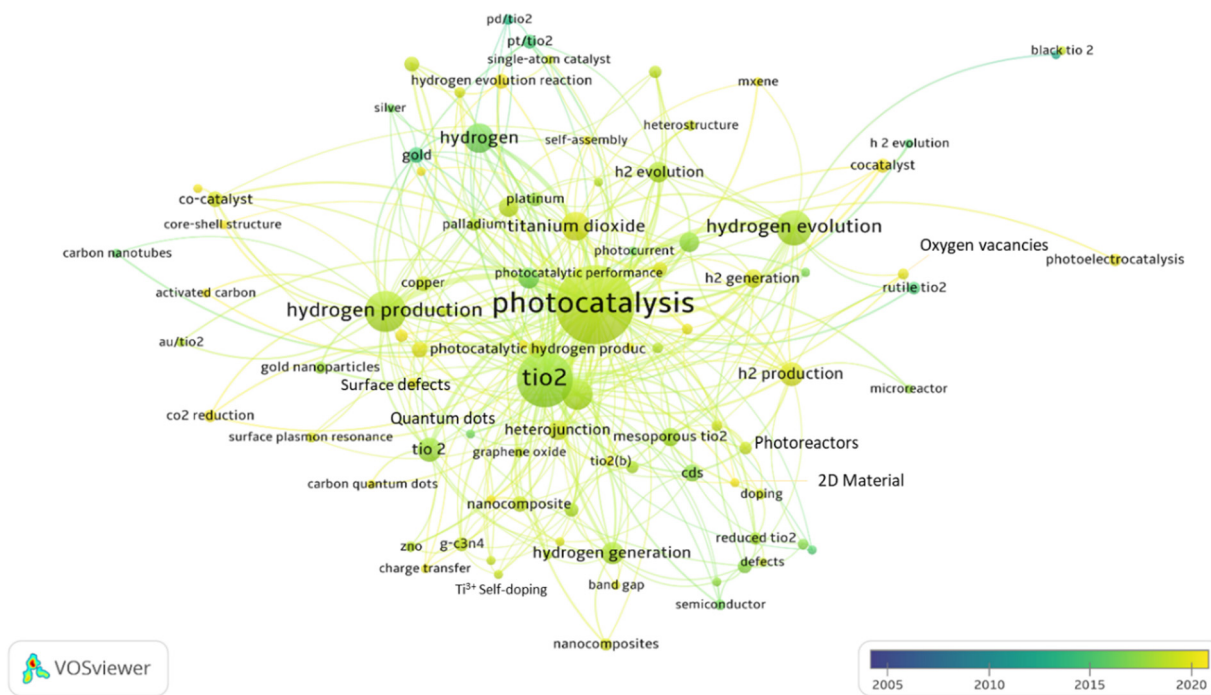 pd/tio2
pt/tio2
black tio 2
single-atom catalyst
hydrogen evolution reaction
mxene
silver
heterostructure
hydrogen
self-assembly
h 2 evolution
gold
cocatalyst
h2 evolution
co-catalyst
platinum
core-shell structure
palladium
titanium dioxide
hydrogen evolution
Oxygen vacancies
carbon nanotubes
photocurrent
photoelectrocatalysis
photocatalytic performance
h2 generation
copper
rutile tio2
activated carbon
hydrogen production
photocatalysis
au/tio2
photocatalytic hydrogen produc
gold nanoparticles
h2 production
Surface defects
tio2
microreactor
co2 reduction
Quantum dots
heterojunction
surface plasmon resonance
mesoporous tio2
Photoreactors
tio 2
graphene oxide
tio2(b)
cds
carbon quantum dots
2D Material
doping
nanocomposite
reduced tio2
zno
g-c3n4
hydrogen generation
charge transfer
defects
Ti³⁺ Self-doping
band gap
semiconductor
nanocomposites
VOSviewer
2005 2010 2015 2020